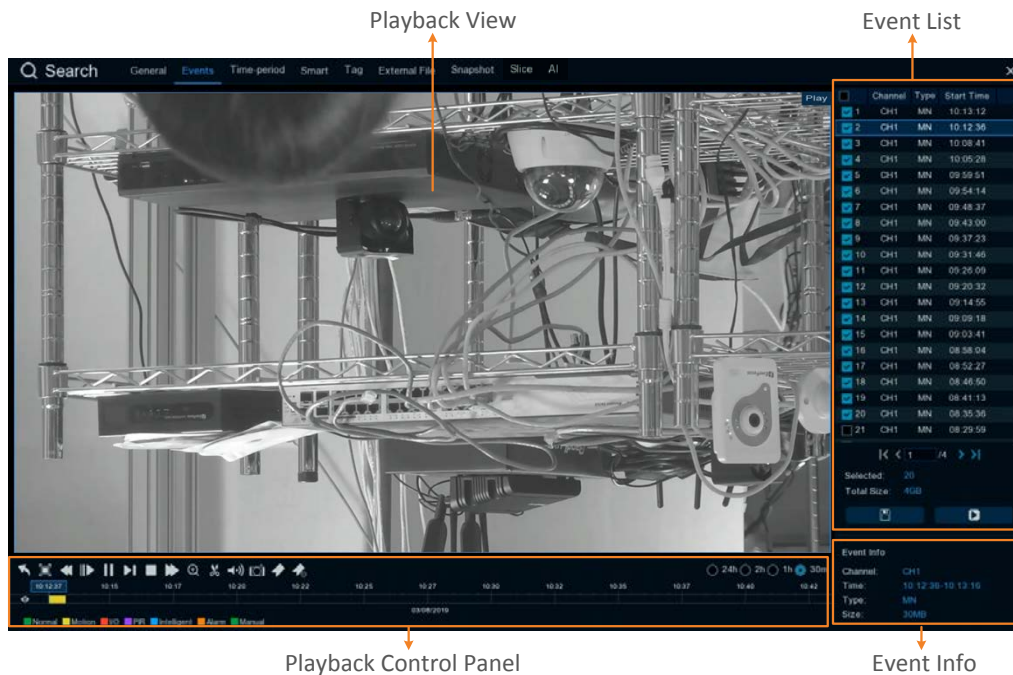 Playback View
Event List
Search General Events Time-period Smart Tag External File Snapshot Slice AI
Play
Channel Type Start Time
1 CH1 MN 10:13:12
2 CH1 MN 10:12:36
3 CH1 MN 10:08:41
4 CH1 MN 10:05:28
5 CH1 MN 09:59:51
6 CH1 MN 09:54:14
7 CH1 MN 09:48:37
8 CH1 MN 09:43:00
9 CH1 MN 09:37:23
10 CH1 MN 09:31:46
11 CH1 MN 09:26:09
12 CH1 MN 09:20:32
13 CH1 MN 09:14:55
14 CH1 MN 09:09:18
15 CH1 MN 09:03:41
16 CH1 MN 08:58:04
17 CH1 MN 08:52:27
18 CH1 MN 08:46:50
19 CH1 MN 08:41:13
20 CH1 MN 08:35:36
21 CH1 MN 08:29:59
1 /4
Selected: 20
Total Size: 4GB
Event Info
Channel: CH1
Time: 10:12:36-10:13:16
Type: MN
Size: 30MB
24h 2h 1h 30m
10:12:37 10:15 10:17 10:20 10:22 10:25 10:27 10:30 10:32 10:35 10:37 10:40 10:42
03/08/2019
Normal Motion I/O PIR Intelligent Alarm Manual
Playback Control Panel
Event Info